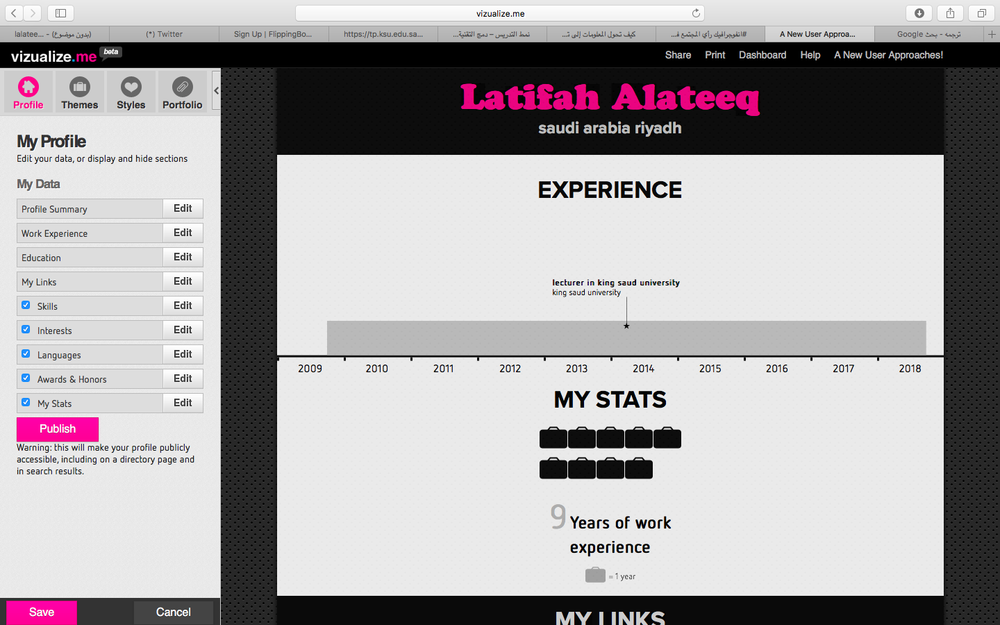 vizualize.me
lalatee... - (بدون موضوع)
(*) Twitter
Sign Up | FlippingBo...
https://tp.ksu.edu.sa...
نمط التدريس – دمج التقنية...
كيف تحول المعلومات إلى تـ...
#انفوجرافيك رأي المجتمع فـ...
A New User Approa...
ترجمه - بحث Google
vizualize.me beta
Share Print Dashboard Help A New User Approaches!
Profile Themes Styles Portfolio
My Profile
Edit your data, or display and hide sections
My Data
Profile Summary Edit
Work Experience Edit
Education Edit
My Links Edit
Skills Edit
Interests Edit
Languages Edit
Awards & Honors Edit
My Stats Edit
Publish
Warning: this will make your profile publicly
accessible, including on a directory page and
in search results.
Save Cancel
Latifah Alateeq
saudi arabia riyadh
EXPERIENCE
lecturer in king saud university
king saud university
2009 2010 2011 2012 2013 2014 2015 2016 2017 2018
MY STATS
9 Years of work
experience
= 1 year
MY LINKS